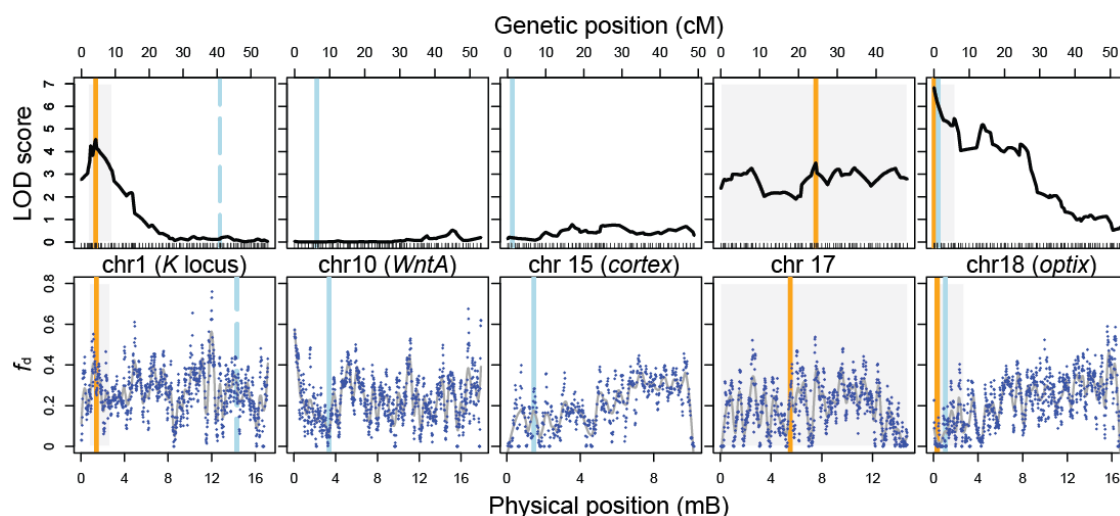 Genetic position (cM)
0 10 20 30 40 50 0 10 20 30 40 50 0 10 20 30 40 50 0 10 20 30 40 0 10 20 30 40 50
LOD score
7
6
5
4
3
2
1
0
chr1 (K locus) chr10 (WntA) chr 15 (cortex) chr 17 chr18 (optix)
fd
0.8
0.6
0.4
0.2
0
0 4 8 12 16 0 4 8 12 16 0 4 8 0 4 8 12 0 4 8 12 16
Physical position (mB)